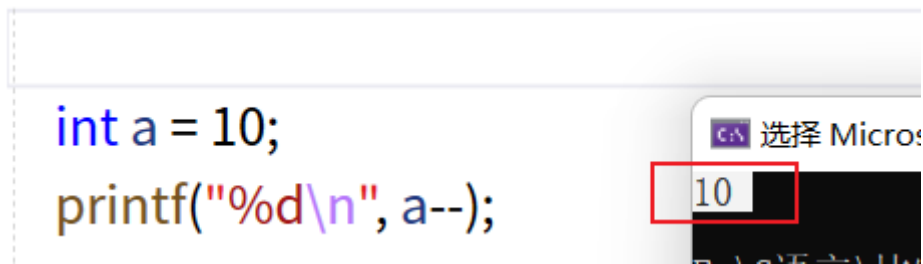 int a = 10;
printf("%d\n", a--);
选择 Micros
10